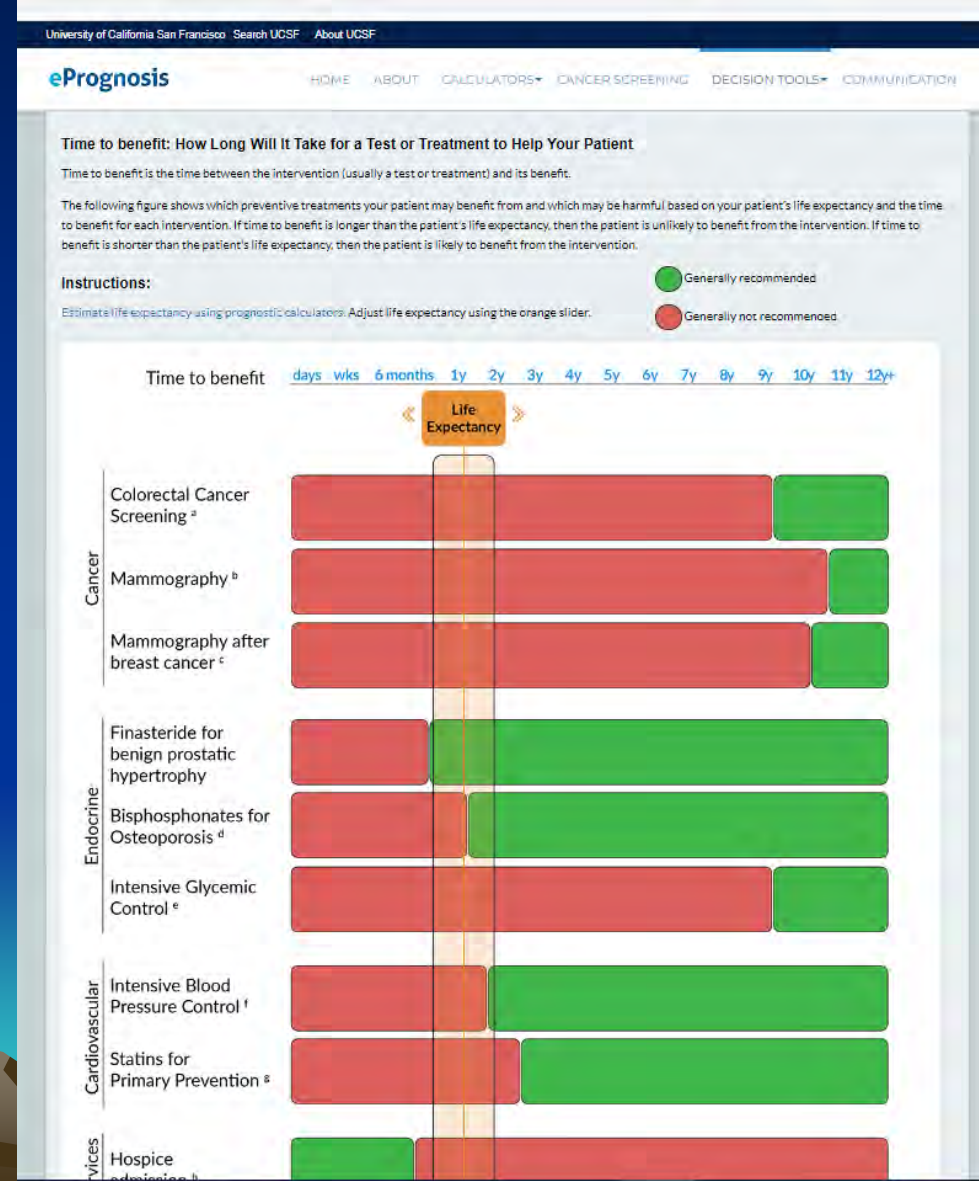 University of California San Francisco Search UCSF About UCSF
ePrognosis HOME ABOUT CALCULATORS CANCER SCREENING DECISION TOOLS COMMUNICATION
Time to benefit: How Long Will It Take for a Test or Treatment to Help Your Patient
Time to benefit is the time between the intervention (usually a test or treatment) and its benefit.
The following figure shows which preventive treatments your patient may benefit from and which may be harmful based on your patient's life expectancy and the time
to benefit for each intervention. If time to benefit is longer than the patient's life expectancy, then the patient is unlikely to benefit from the intervention. If time to
benefit is shorter than the patient's life expectancy, then the patient is likely to benefit from the intervention.
Instructions:
Estimate life expectancy using prognostic calculators. Adjust life expectancy using the orange slider.
Generally recommended
Generally not recommended
Time to benefit days wks 6 months 1y 2y 3y 4y 5y 6y 7y 8y 9y 10y 11y 12y+
Life
Expectancy
Cancer
Colorectal Cancer
Screening a
Mammography b
Mammography after
breast cancer c
Endocrine
Finasteride for
benign prostatic
hypertrophy
Bisphosphonates for
Osteoporosis d
Intensive Glycemic
Control e
Cardiovascular
Intensive Blood
Pressure Control f
Statins for
Primary Prevention g
vices
Hospice
admission h